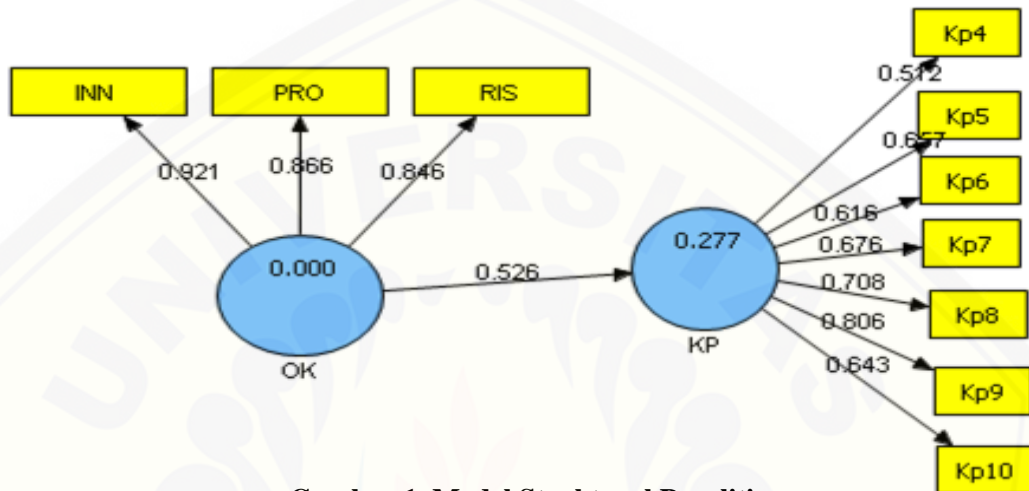 Kp4
0.512
INN
PRO
RIS
Kp5
0.657
0.921
0.866
0.846
Kp6
0.616
0.277
0.676
Kp7
0.000
0.526
0.708
Kp8
OK
KP
0.806
0.643
Kp9
Kp10
UNIVERSITAS